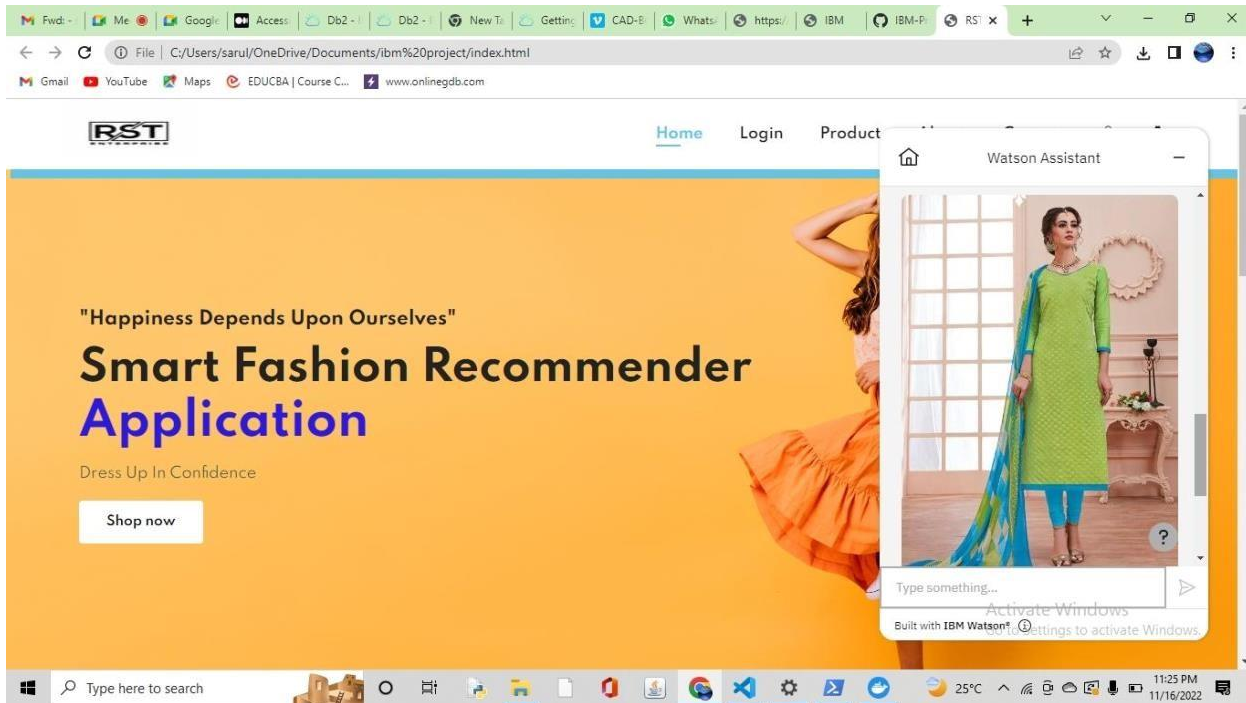 Fwd: -
Me
Google
Access
Db2 -
Db2 -
New Ta
Getting
CAD-B
Whats
https:/
IBM
IBM-P
RST
File
C:/Users/sarul/OneDrive/Documents/ibm%20project/index.html
Gmail
YouTube
Maps
EDUCBA | Course C...
www.onlinegdb.com
RST
ENTERPRISE
Home
Login
Product
Watson Assistant
"Happiness Depends Upon Ourselves"
Smart Fashion Recommender
Application
Dress Up In Confidence
Shop now
?
Type something...
Activate Windows
Built with IBM Watson®
Go to Settings to activate Windows.
Type here to search
25°C
11:25 PM
11/16/2022